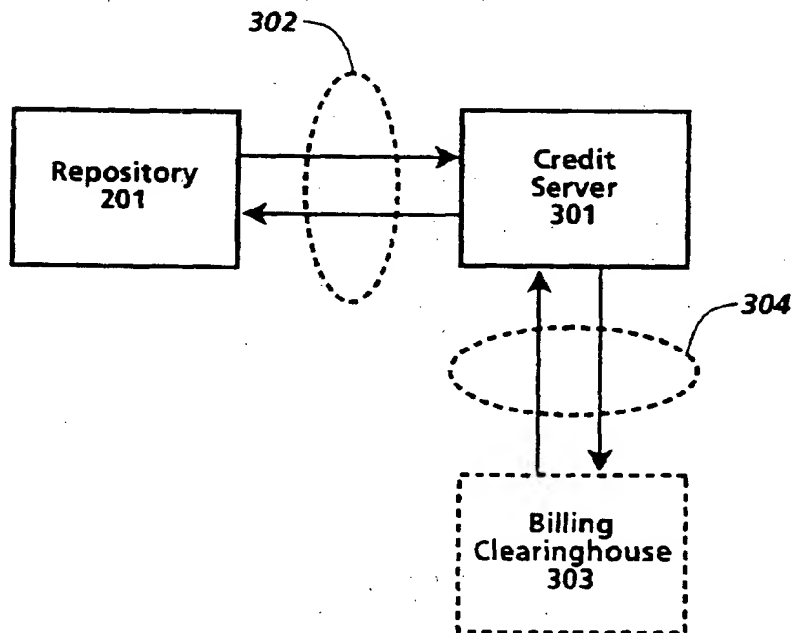 302
Repository
201
Credit
Server
301
304
Billing
Clearinghouse
303